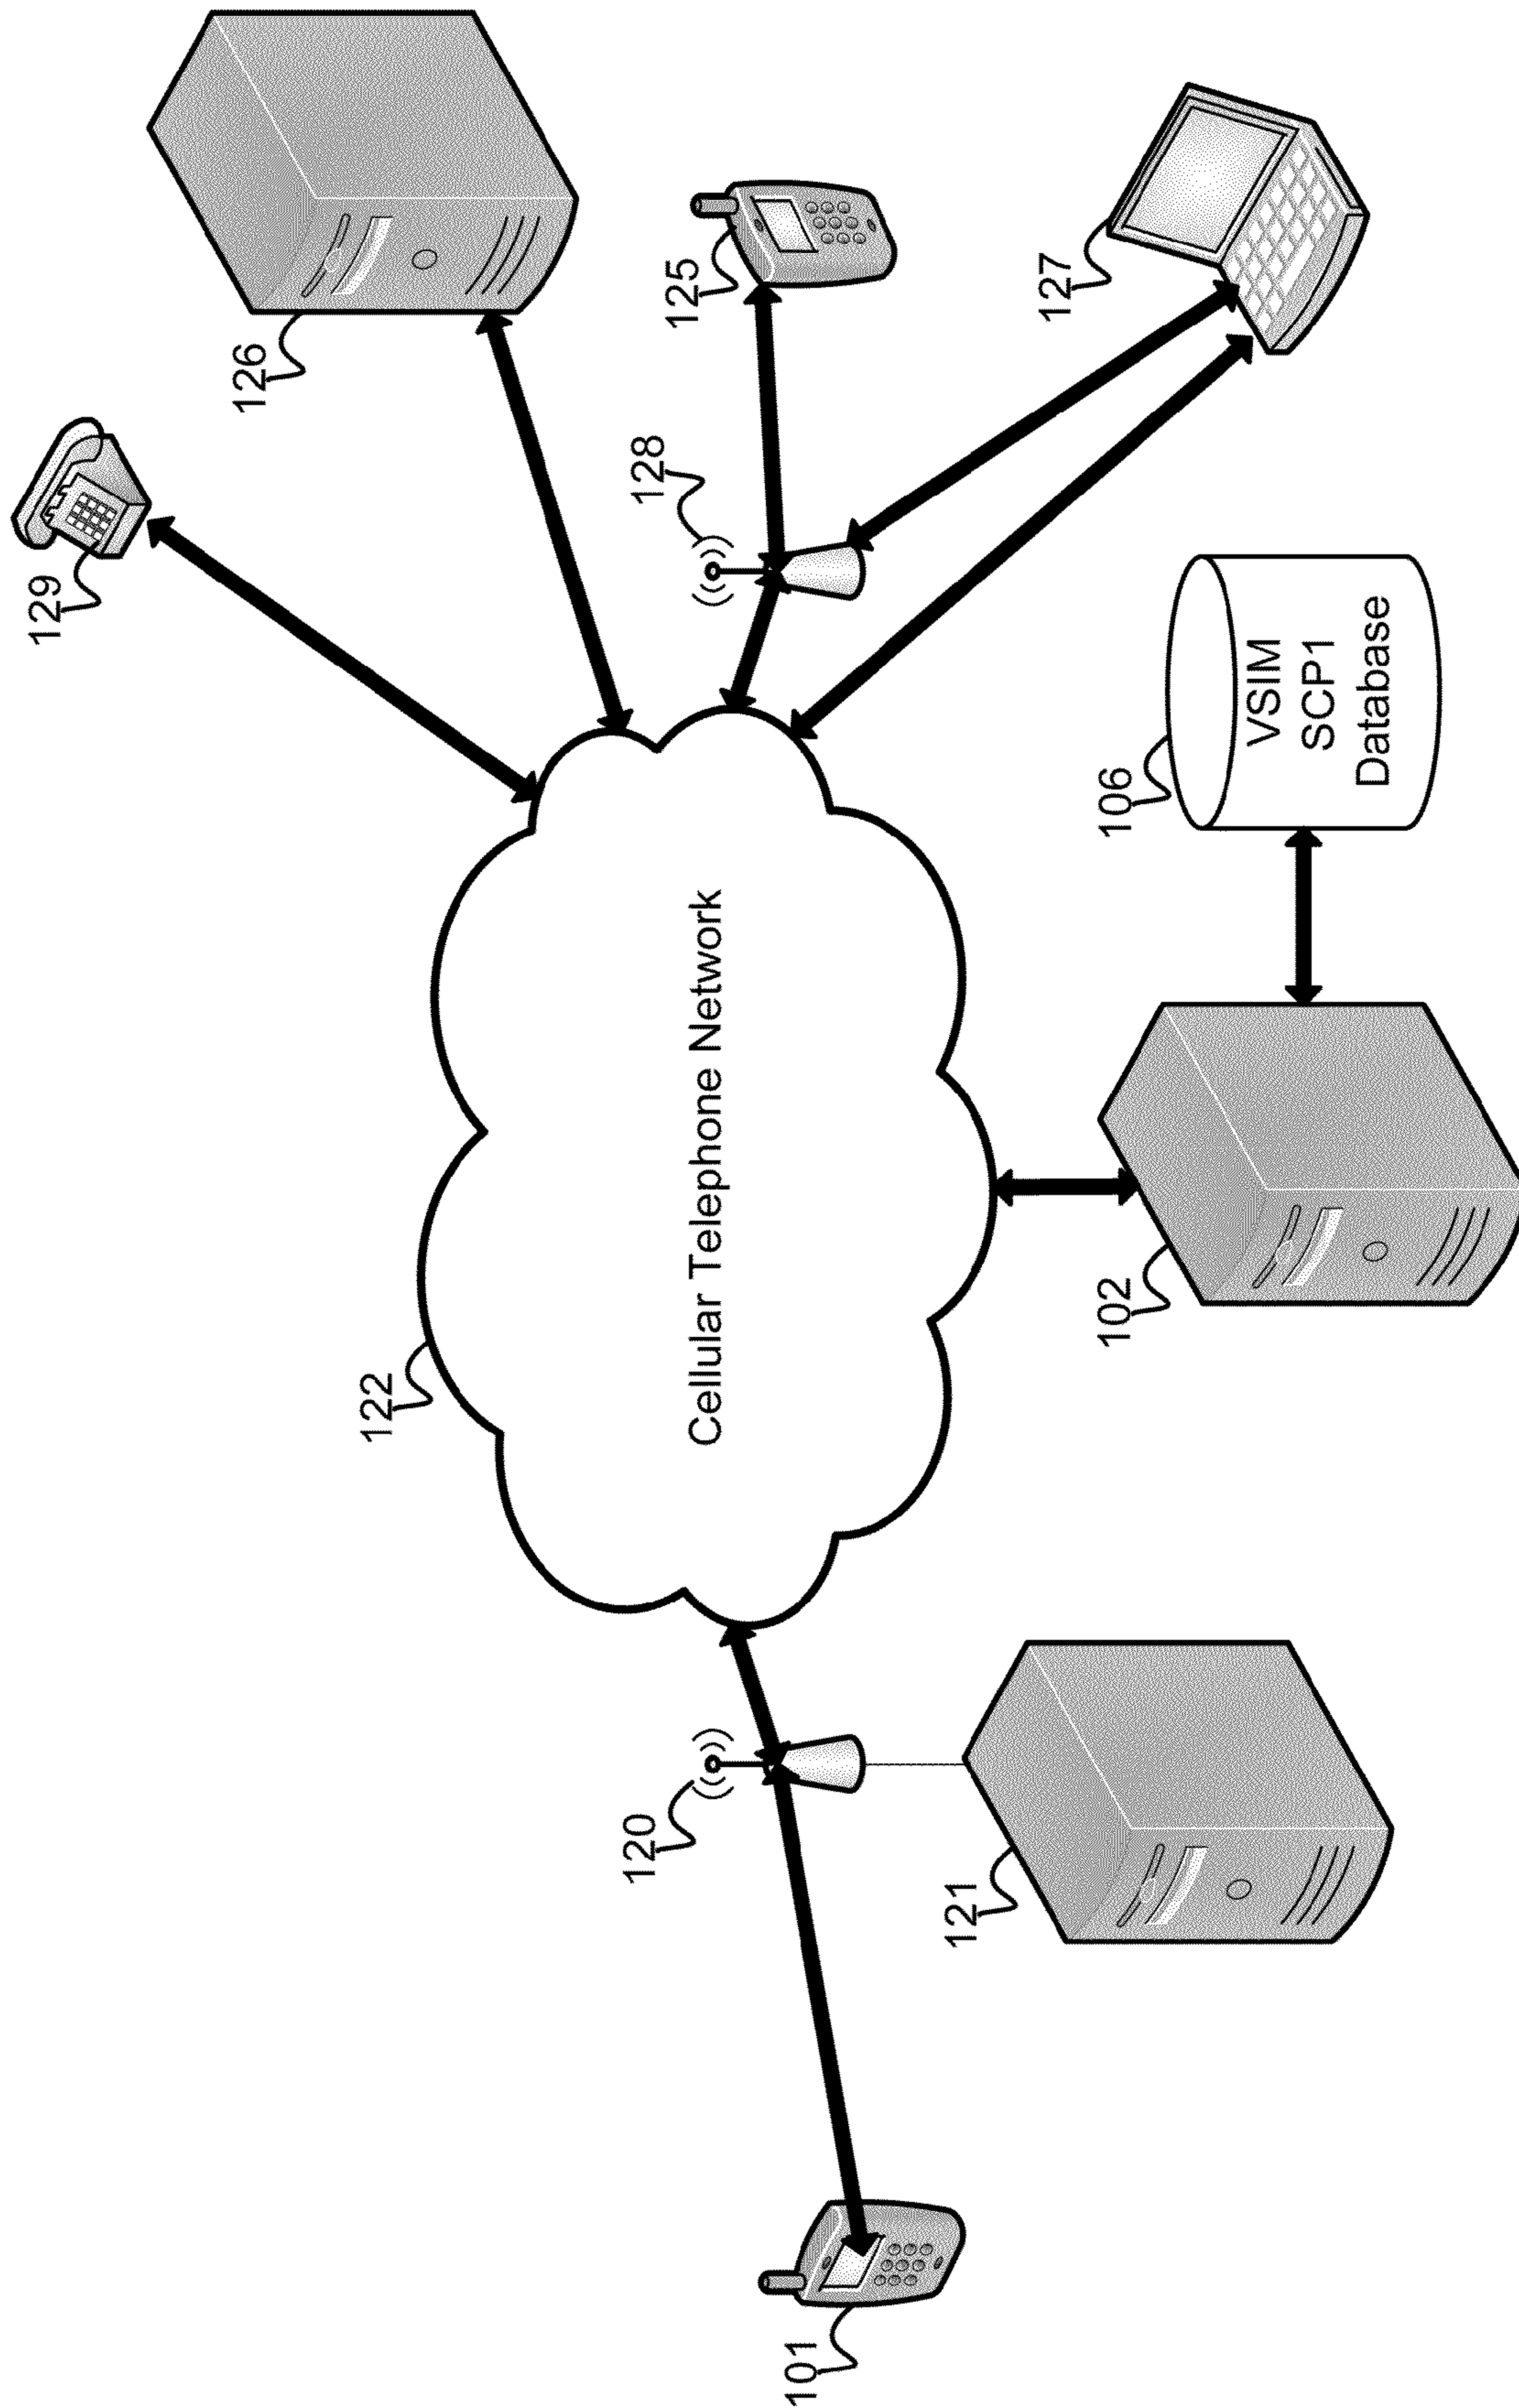 129
126
122
120
128
125
Cellular Telephone Network
101
121
127
102
106
VSIM
SCP1
Database